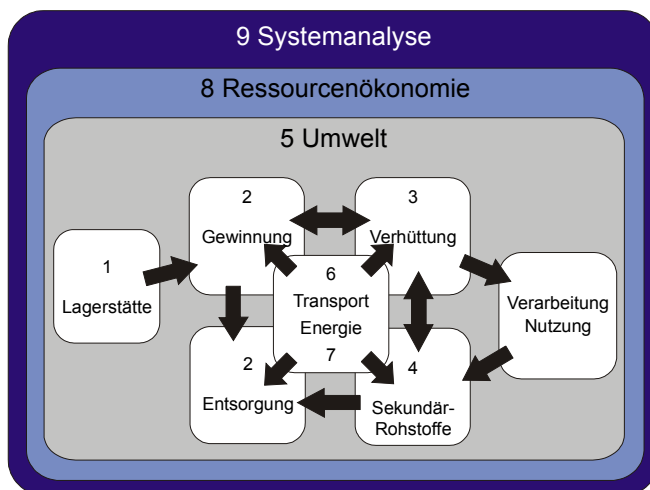 9 Systemanalyse
8 Ressourcenökonomie
5 Umwelt
1
Lagerstätte
2
Gewinnung
3
Verhüttung
6
Transport
Energie
7
Verarbeitung
Nutzung
2
Entsorgung
4
Sekundär-
Rohstoffe